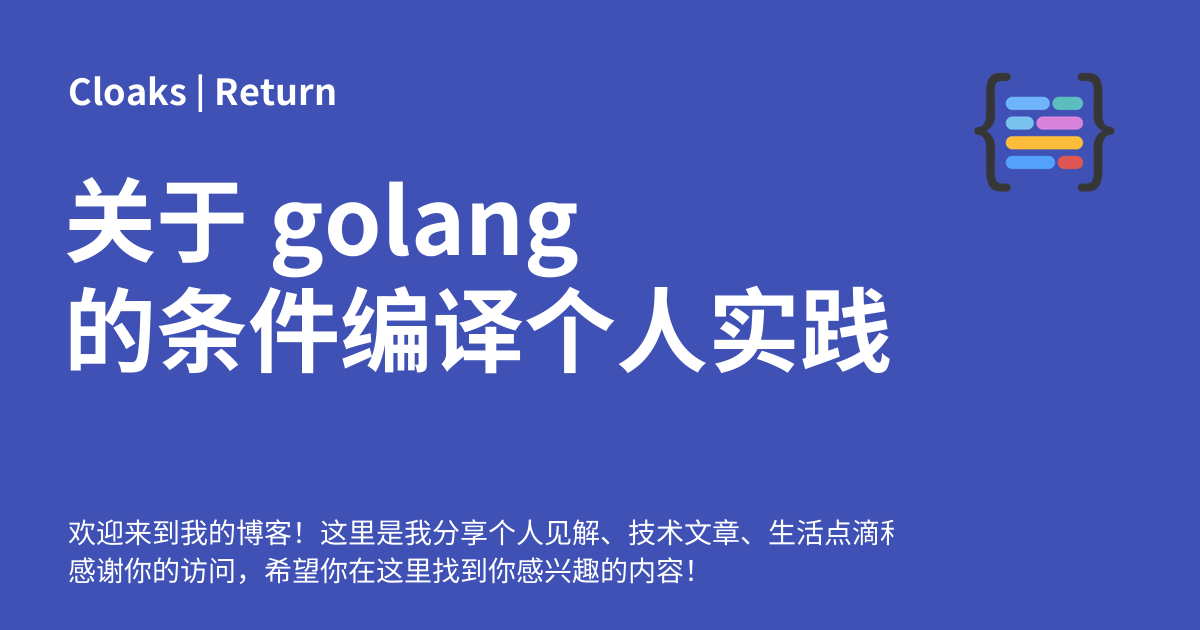 Cloaks | Return
关于 golang
的条件编译个人实践
欢迎来到我的博客！这里是我分享个人见解、技术文章、生活点滴
感谢你的访问，希望你在这里找到你感兴趣的内容！